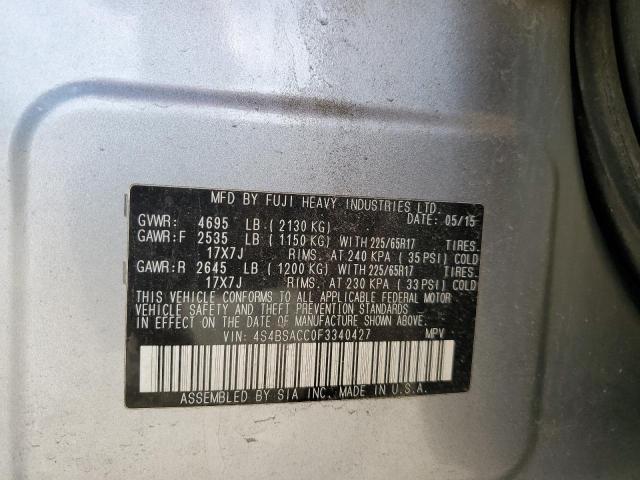 MFD BY FUJI HEAVY INDUSTRIES LTD.
GVWR: 4695 LB (2130 KG) DATE: 05/15
GAWR:F 2535 LB (1150 KG) WITH 225/65R17 TIRES.
17X7J RIMS. AT 240 KPA (35 PSI) COLD
GAWR:R 2645 LB (1200 KG) WITH 225/65R17 TIRES.
17X7J RIMS. AT 230 KPA (33 PSI) COLD
THIS VEHICLE CONFORMS TO ALL APPLICABLE FEDERAL MOTOR
VEHICLE SAFETY AND THEFT PREVENTION STANDARDS
IN EFFECT ON THE DATE OF MANUFACTURE SHOWN ABOVE.
VIN: 4S4BSACC0F3340427 MPV
ASSEMBLED BY SIA INC. MADE IN U.S.A.